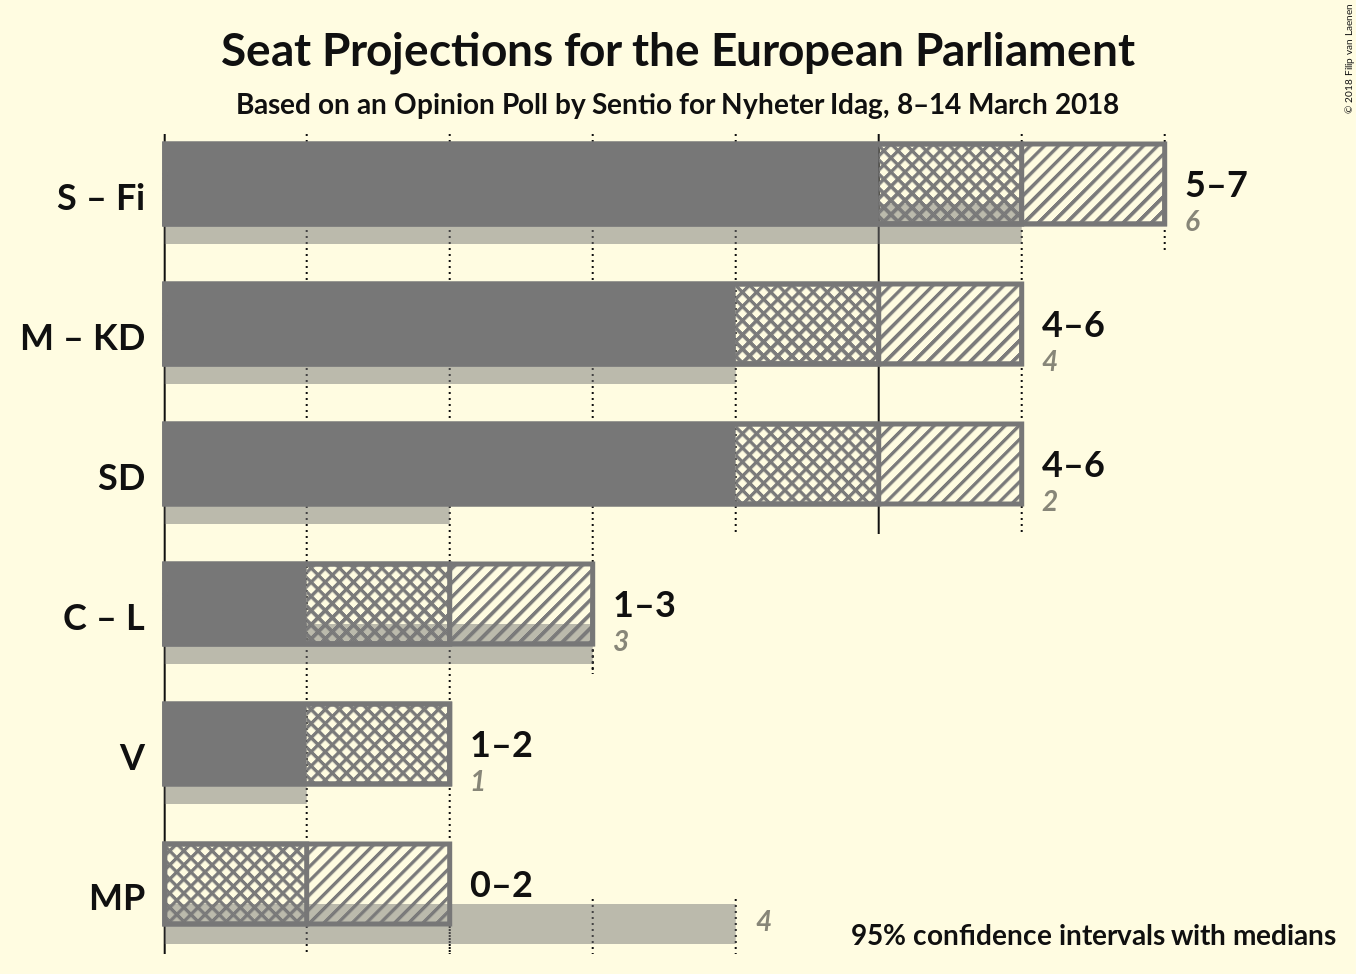 Seat Projections for the European Parliament
Based on an Opinion Poll by Sentio for Nyheter Idag, 8–14 March 2018
© 2018 Filip van Laenen
S – Fi
5–7
6
M – KD
4–6
4
SD
4–6
2
C – L
1–3
3
V
1–2
1
MP
0–2
4
95% confidence intervals with medians